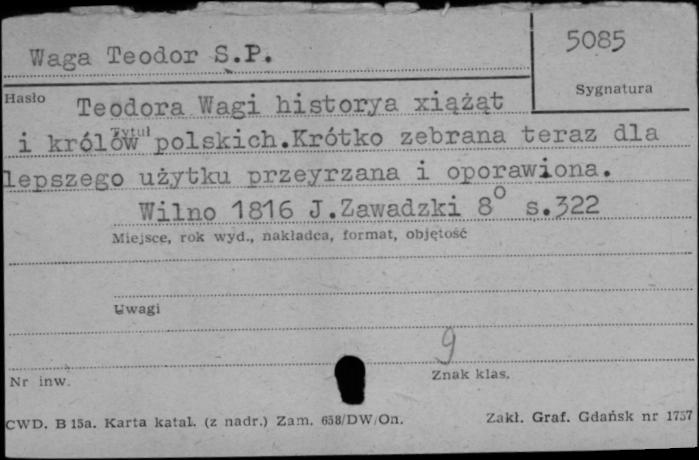 Waga Teodor S.P.
5085
Sygnatura
Hasło
Teodora Wagi historya xiążąt
Tytuł
i królów polskich.Krótko zebrana teraz dla
lepszego użytku przeyrzana i oporawiona.
Wilno 1816 J.Zawadzki 8° s.322
Miejsce, rok wyd., nakładca, format, objętość
Uwagi
9
Nr inw.
Znak klas.
CWD. B 15a. Karta katal. (z nadr.) Zam. 658/DW/On.
Zakł. Graf. Gdańsk nr 1757